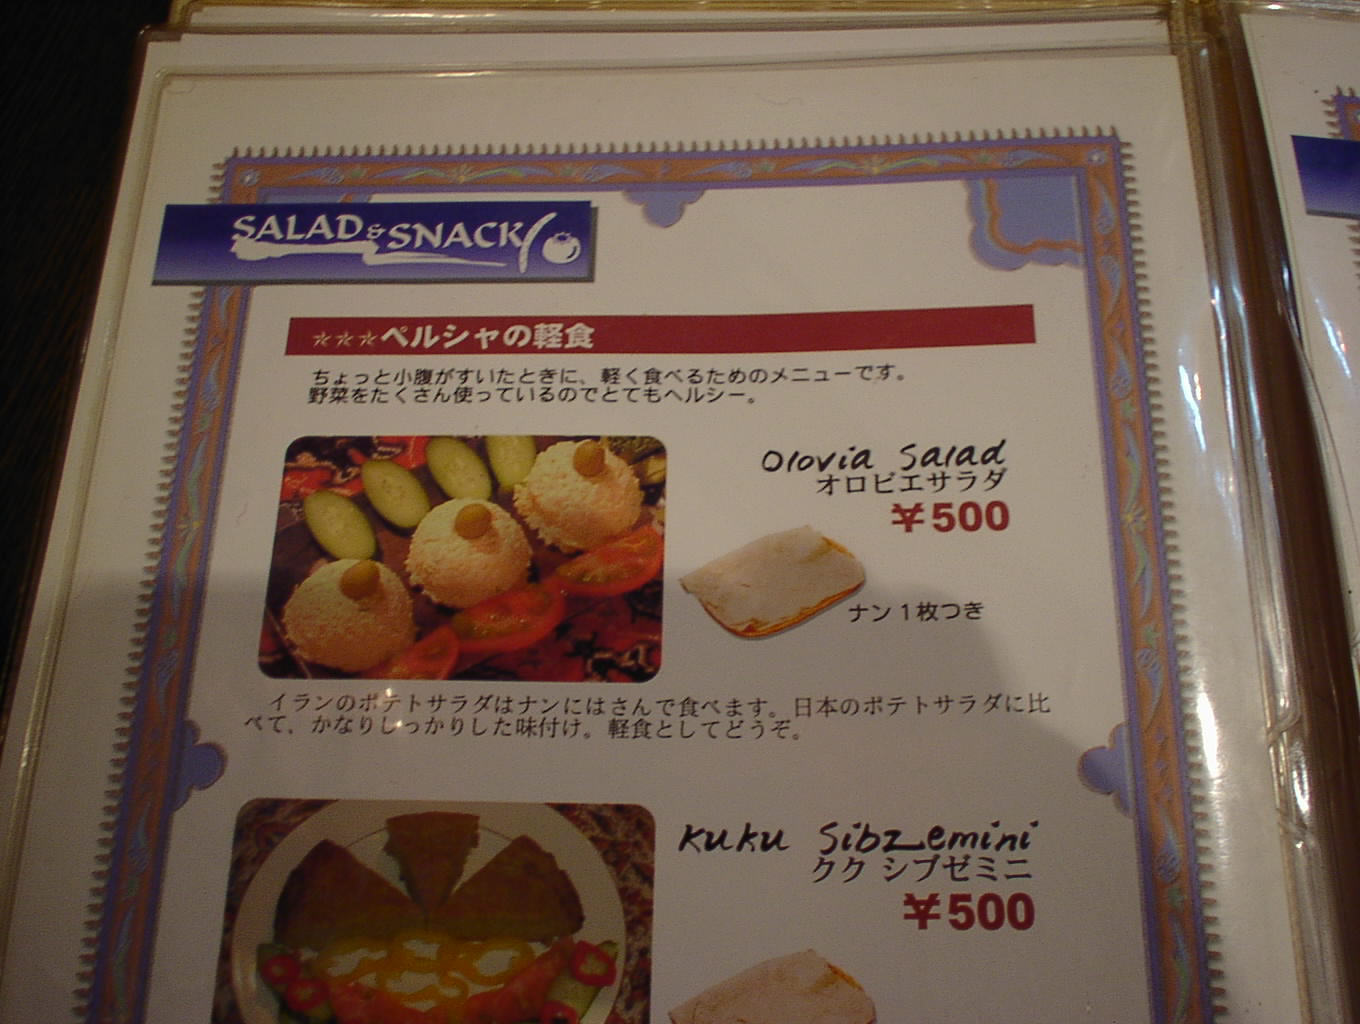 SALAD & SNACK
☆☆☆ペルシャの軽食
ちょっと小腹がすいたときに、軽く食べるためのメニューです。
野菜をたくさん使っているのでとてもヘルシー。
Olovia Salad
オロビエサラダ
¥500
ナン1枚つき
イランのポテトサラダはナンにはさんで食べます。日本のポテトサラダに比
べて、かなりしっかりした味付け。軽食としてどうぞ。
KUKU Sibzemini
クク シブゼミニ
¥500